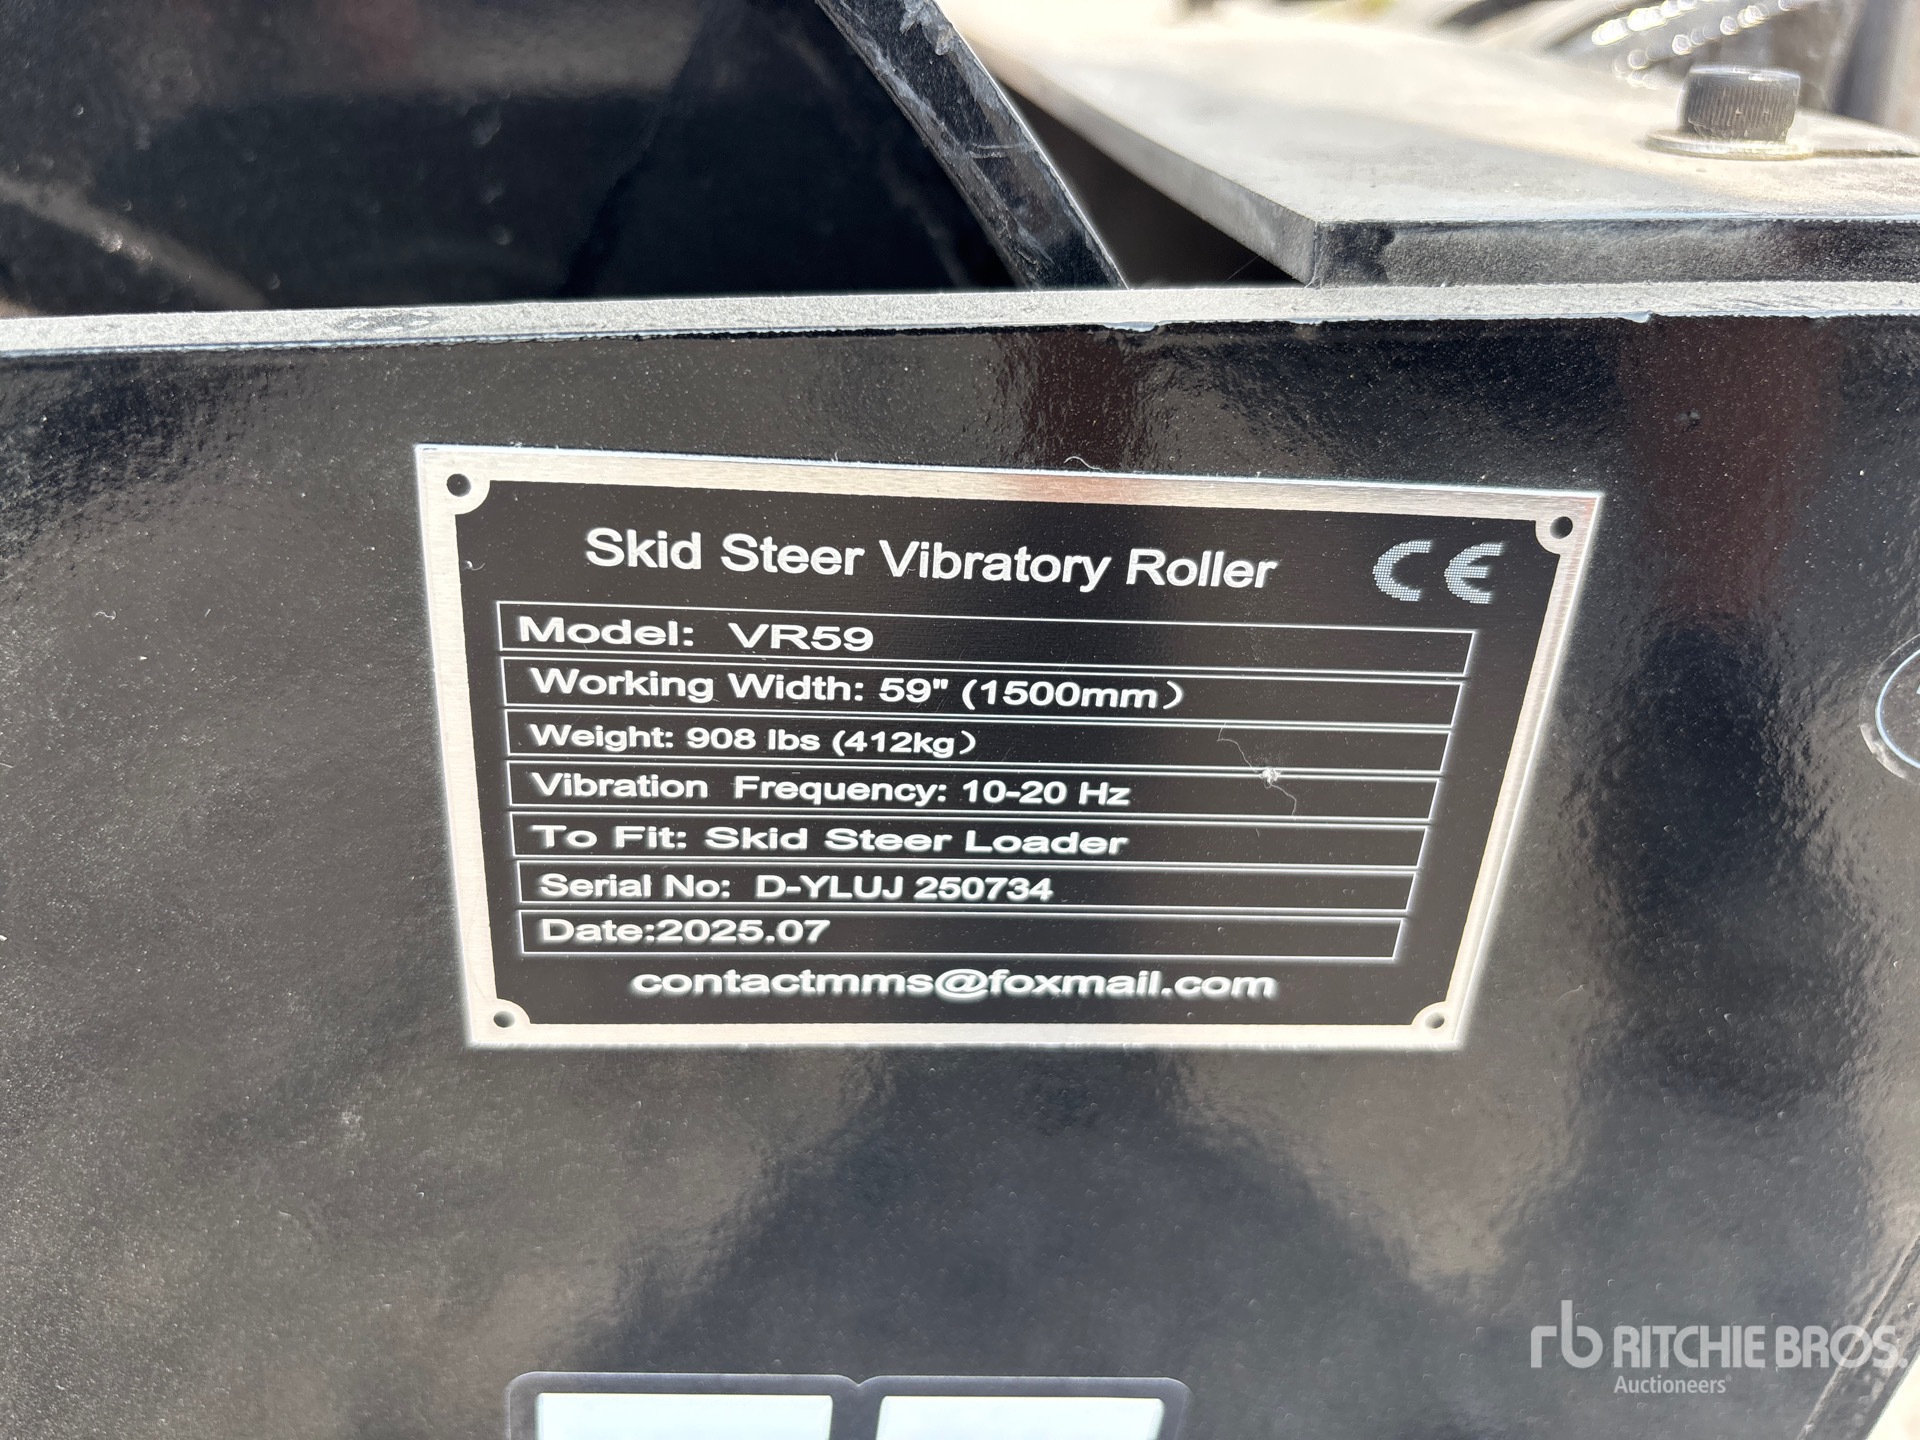 Skid Steer Vibratory Roller CE
Model: VR59
Working Width: 59" (1500mm）
Weight: 908 lbs (412kg）
Vibration Frequency: 10-20 Hz
To Fit: Skid Steer Loader
Serial No: D-YLUJ 250734
Date:2025.07
contactmms@foxmail.com
rb RITCHIE BROS.
Auctioneers